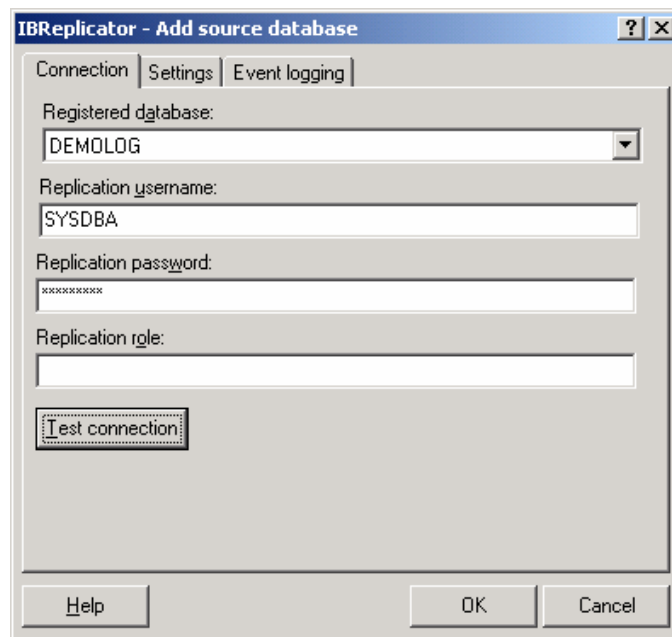 IBReplicator - Add source database
Connection
Settings
Event logging
Registered database:
DEMOLOG
Replication username:
SYSDBA
Replication password:
*********
Replication role:
Test connection
Help
OK
Cancel